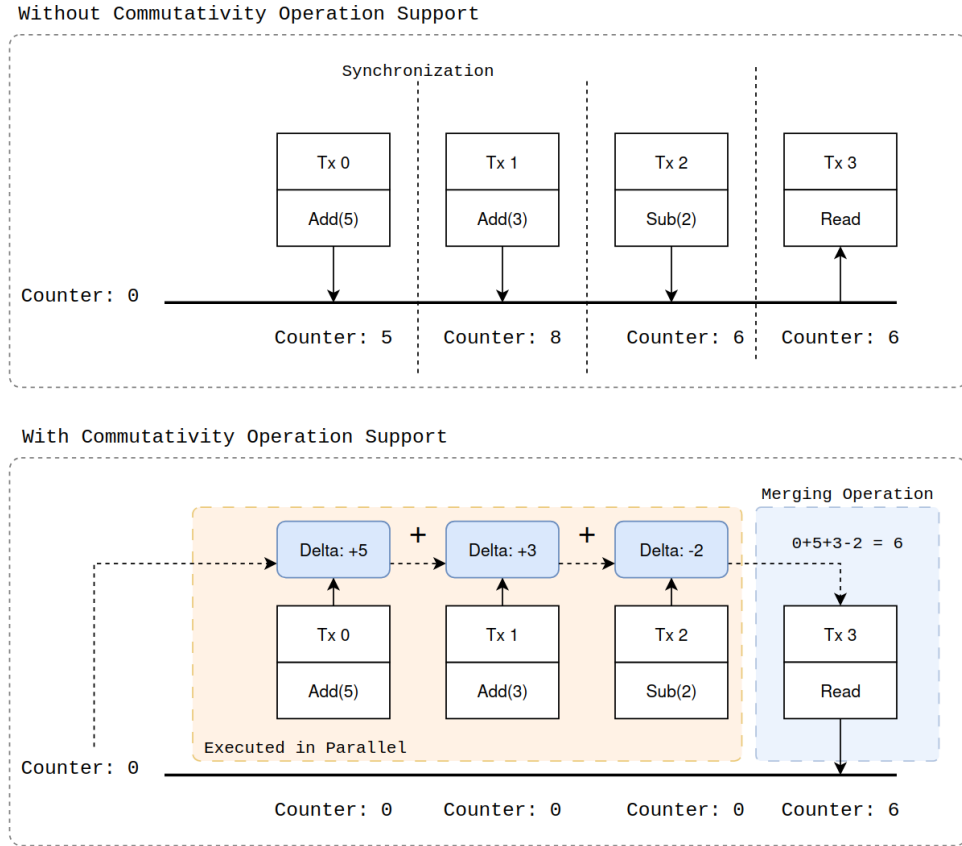 Without Commutativity Operation Support
Synchronization
Tx 0
Tx 1
Tx 2
Tx 3
Add(5)
Add(3)
Sub(2)
Read
Counter: 0
Counter: 5
Counter: 8
Counter: 6
Counter: 6
With Commutativity Operation Support
Merging Operation
Delta: +5
+
Delta: +3
+
Delta: -2
0+5+3-2 = 6
Tx 0
Tx 1
Tx 2
Tx 3
Add(5)
Add(3)
Sub(2)
Read
Executed in Parallel
Counter: 0
Counter: 0
Counter: 0
Counter: 0
Counter: 6